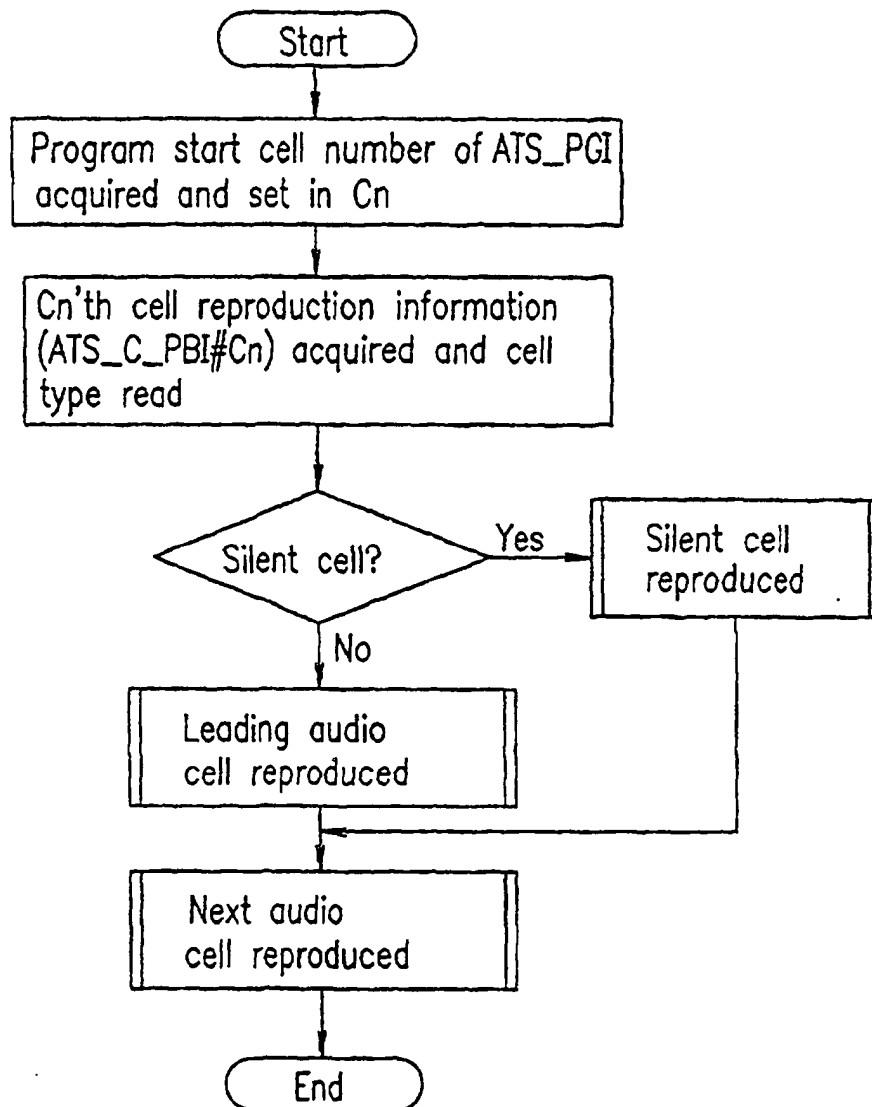 Start
Program start cell number of ATS_PGI
acquired and set in Cn
Cn'th cell reproduction information
(ATS_C_PBI#Cn) acquired and cell
type read
Silent cell?
Yes
Silent cell
reproduced
No
Leading audio
cell reproduced
Next audio
cell reproduced
End